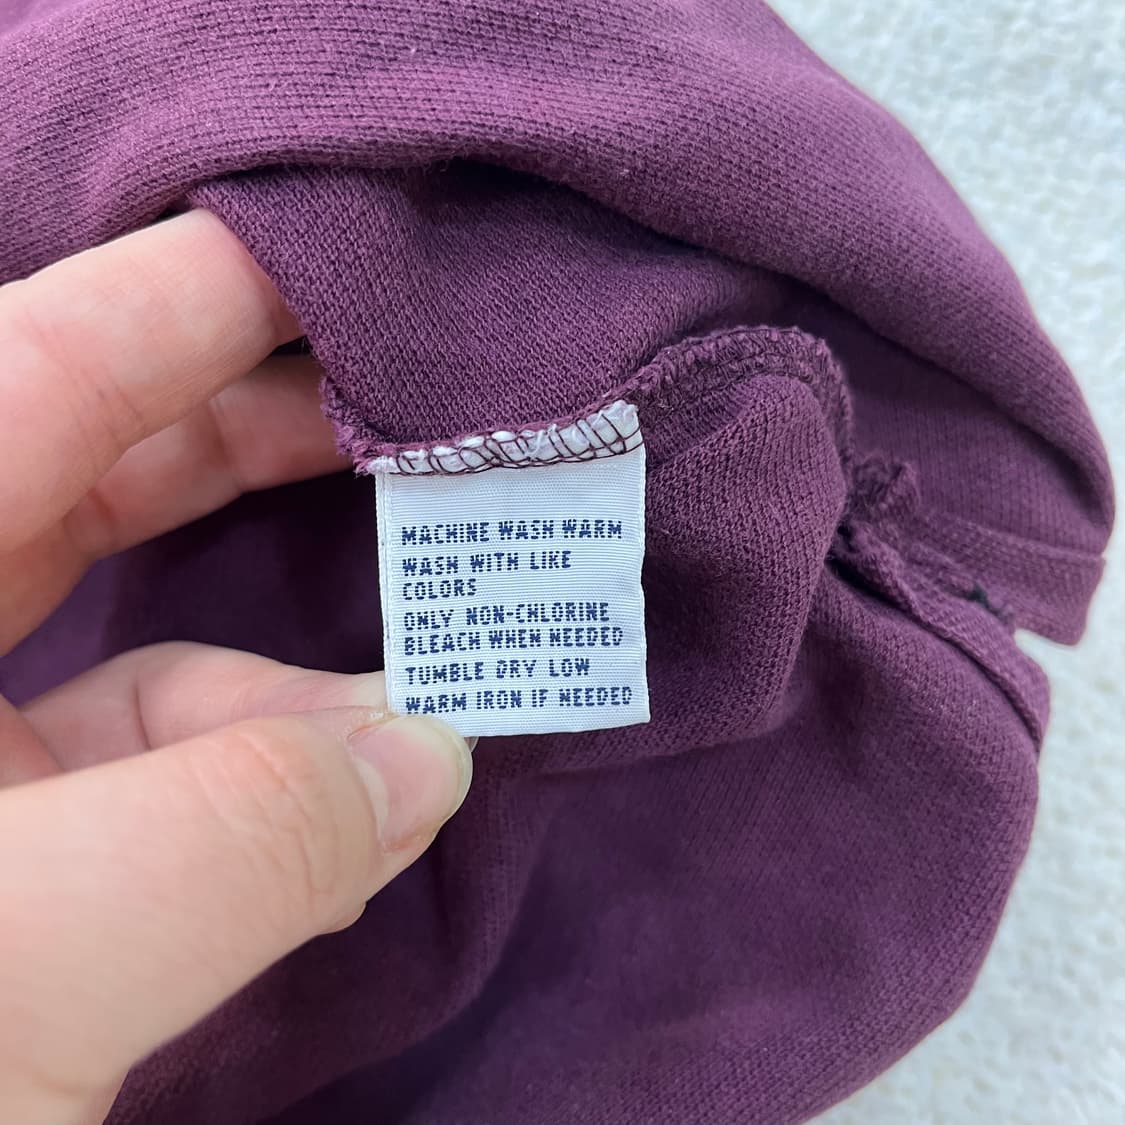 MACHINE WASH WARM
WASH WITH LIKE
COLORS
ONLY NON-CHLORINE
BLEACH WHEN NEEDED
TUMBLE DRY LOW
WARM IRON IF NEEDED